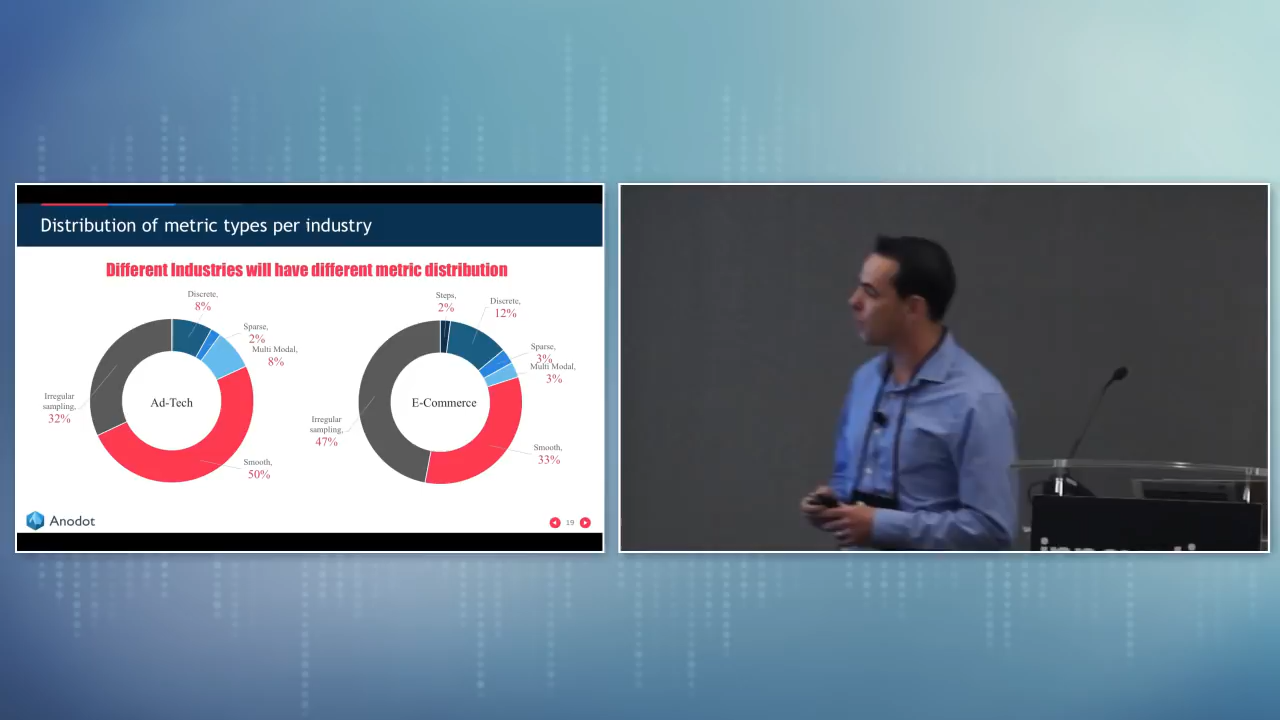 Distribution of metric types per industry
Different Industries will have different metric distribution
Discrete,
8%
Sparse,
2%
Multi Modal,
8%
Irregular
sampling,
32%
Ad-Tech
Smooth,
50%
Steps,
2%
Discrete,
12%
Sparse,
3%
Multi Modal,
3%
Irregular
sampling,
47%
E-Commerce
Smooth,
33%
Anodot
19